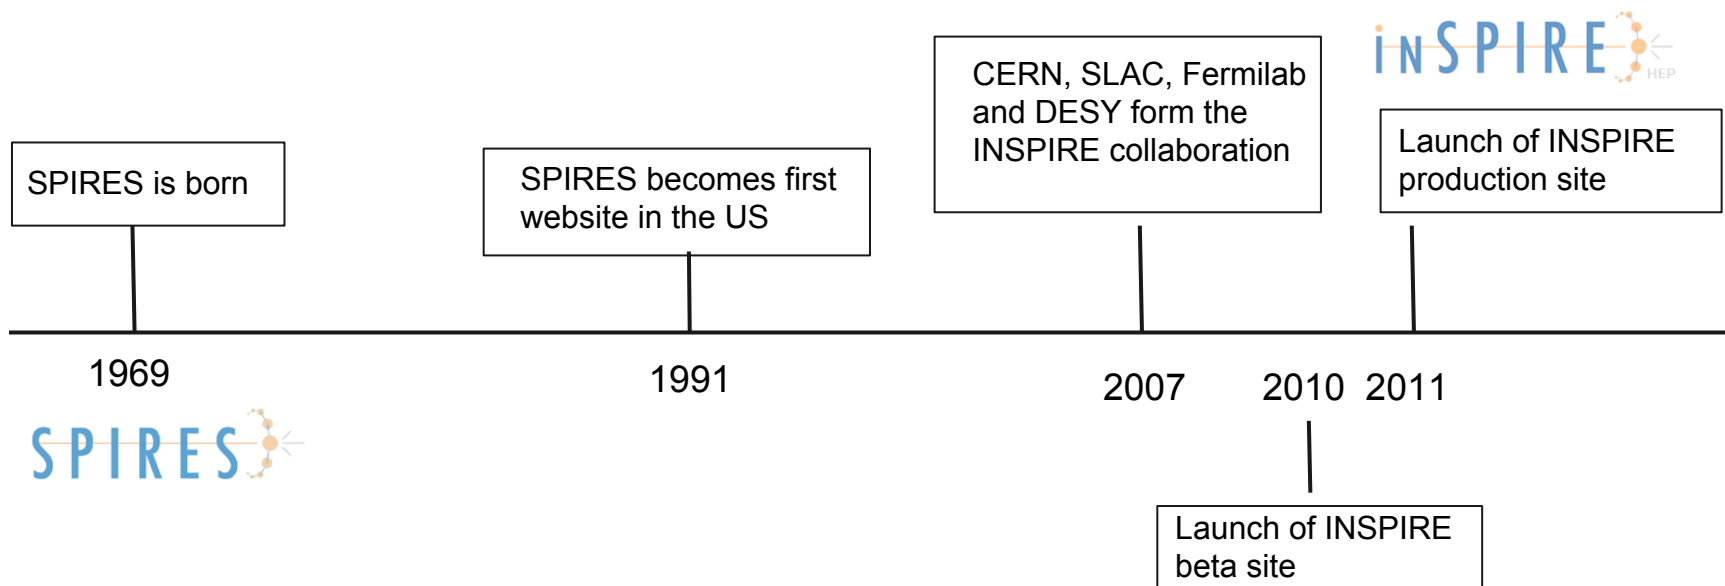 inSPIRE
HEP
CERN, SLAC, Fermilab
and DESY form the
INSPIRE collaboration
Launch of INSPIRE
production site
SPIRES is born
SPIRES becomes first
website in the US
1969
1991
2007
2010
2011
SPIRES
Launch of INSPIRE
beta site